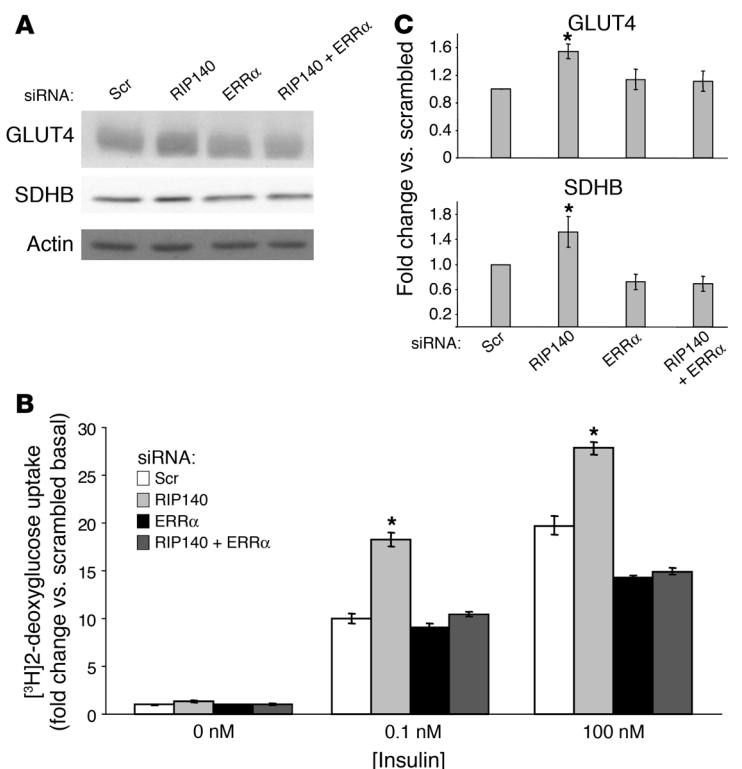 A
siRNA: Scr RIP140 ERRα RIP140 + ERRα
GLUT4
SDHB
Actin
C
Fold change vs. scrambled
GLUT4
1.6
1.2
0.8
0.4
0
*
SDHB
1.8
1.4
1.0
0.6
0.2
*
siRNA: Scr RIP140 ERRα RIP140
+ ERRα
B
[³H]2-deoxyglucose uptake
(fold change vs. scrambled basal)
30
25
20
15
10
5
0
siRNA:
Scr
RIP140
ERRα
RIP140 + ERRα
*
*
0 nM 0.1 nM 100 nM
[Insulin]